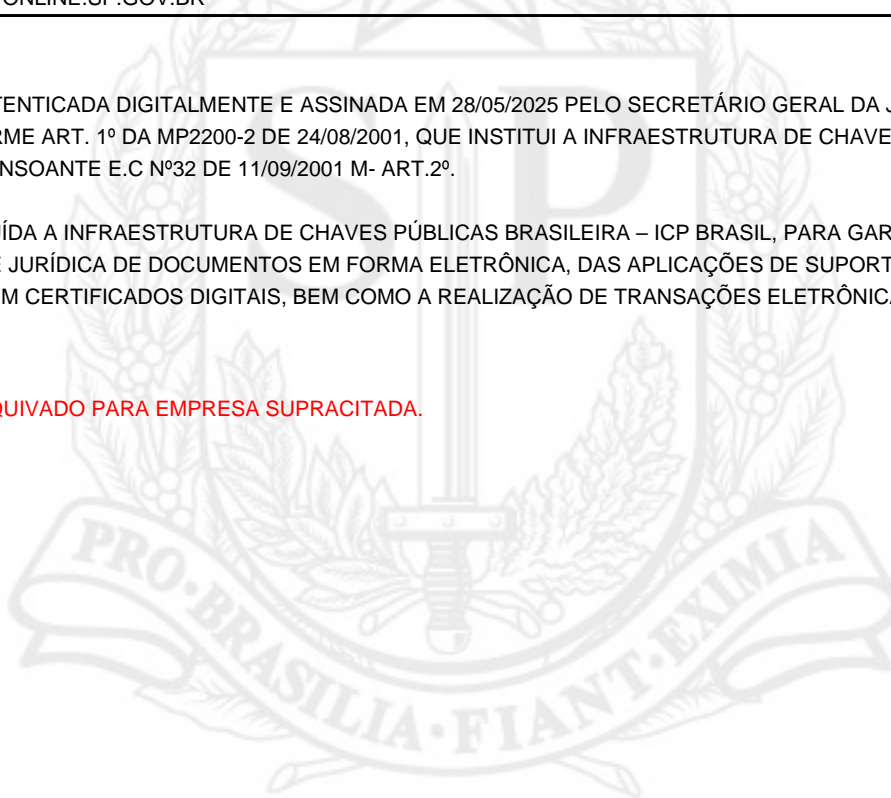 ONLINE.SP.GOV.BR
TENTICADA DIGITALMENTE E ASSINADA EM 28/05/2025 PELO SECRETÁRIO GERAL DA J
RME ART. 1º DA MP2200-2 DE 24/08/2001, QUE INSTITUI A INFRAESTRUTURA DE CHAVE
NSOANTE E.C Nº32 DE 11/09/2001 M- ART.2º.
ÍDA A INFRAESTRUTURA DE CHAVES PÚBLICAS BRASILEIRA – ICP BRASIL, PARA GAR
E JURÍDICA DE DOCUMENTOS EM FORMA ELETRÔNICA, DAS APLICAÇÕES DE SUPORT
M CERTIFICADOS DIGITAIS, BEM COMO A REALIZAÇÃO DE TRANSAÇÕES ELETRÔNICA
QUIVADO PARA EMPRESA SUPRACITADA.
SP
PRO·BRASILIA·FIANT·EXIMIA